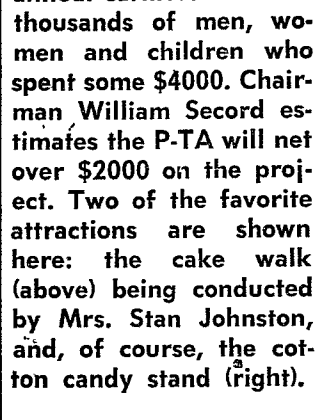 thousands of men, wo-
men and children who
spent some $4000. Chair-
man William Secord es-
timates the P-TA will net
over $2000 on the proj-
ect. Two of the favorite
attractions are shown
here: the cake walk
(above) being conducted
by Mrs. Stan Johnston,
and, of course, the cot-
ton candy stand (right).